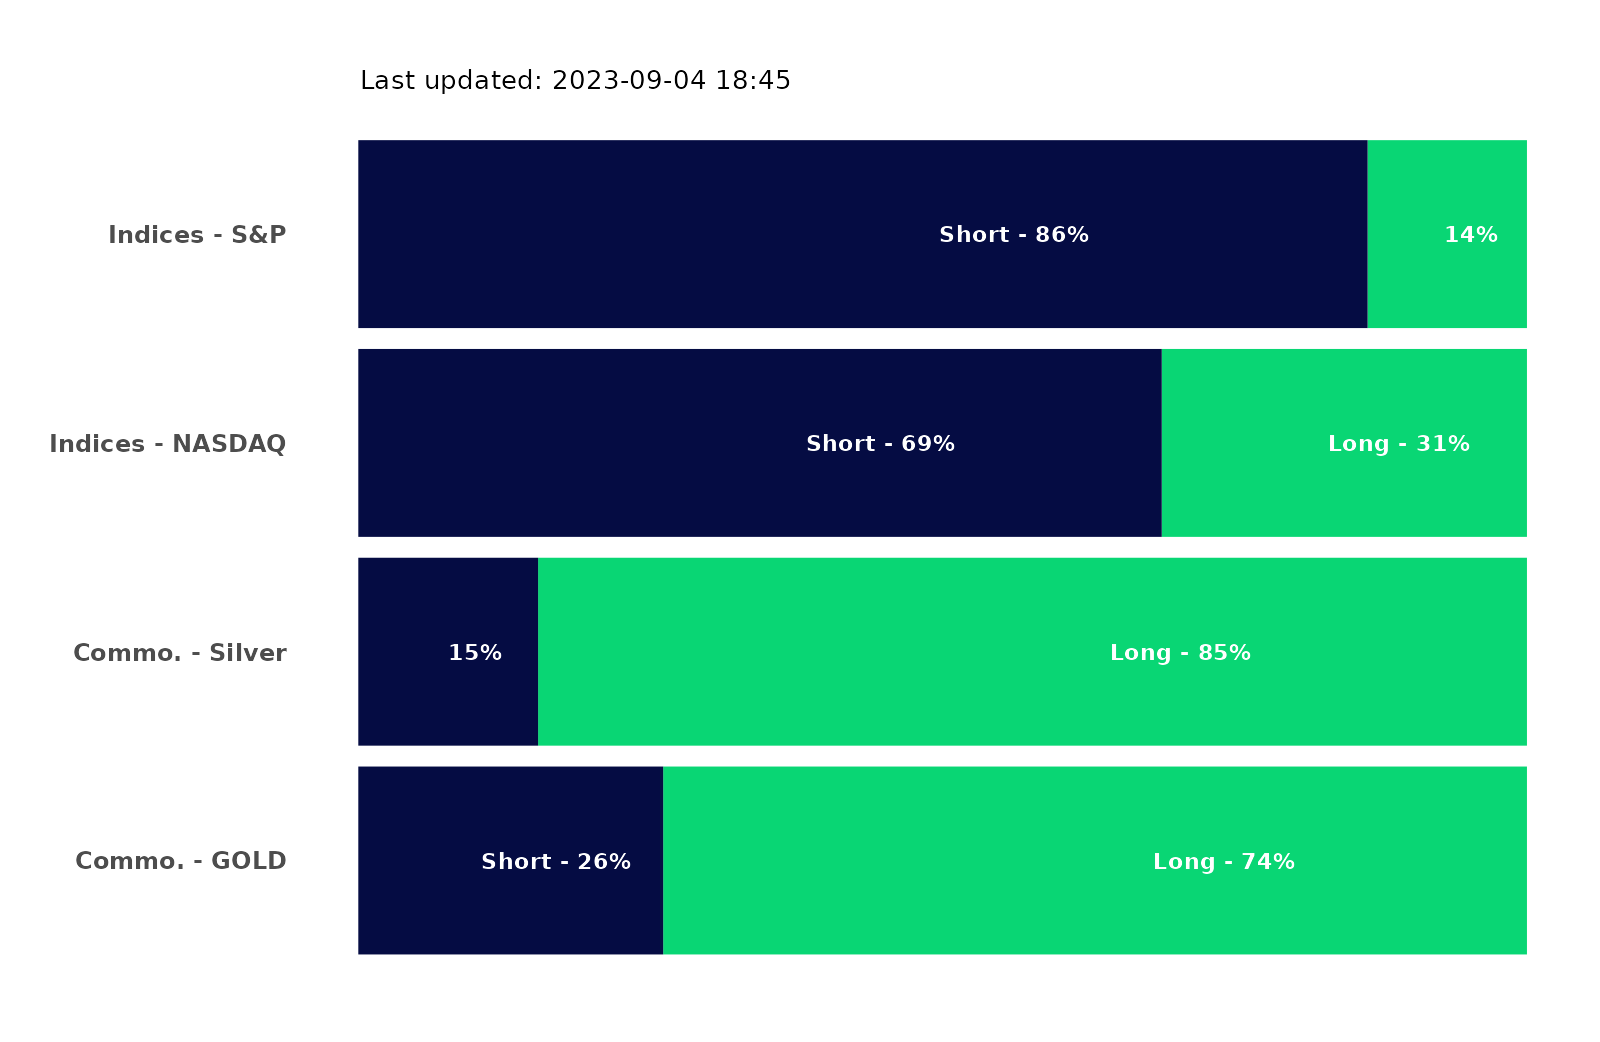 Last updated: 2023-09-04 18:45
Indices - S&P
Short - 86%
14%
Indices - NASDAQ
Short - 69%
Long - 31%
Commo. - Silver
15%
Long - 85%
Commo. - GOLD
Short - 26%
Long - 74%